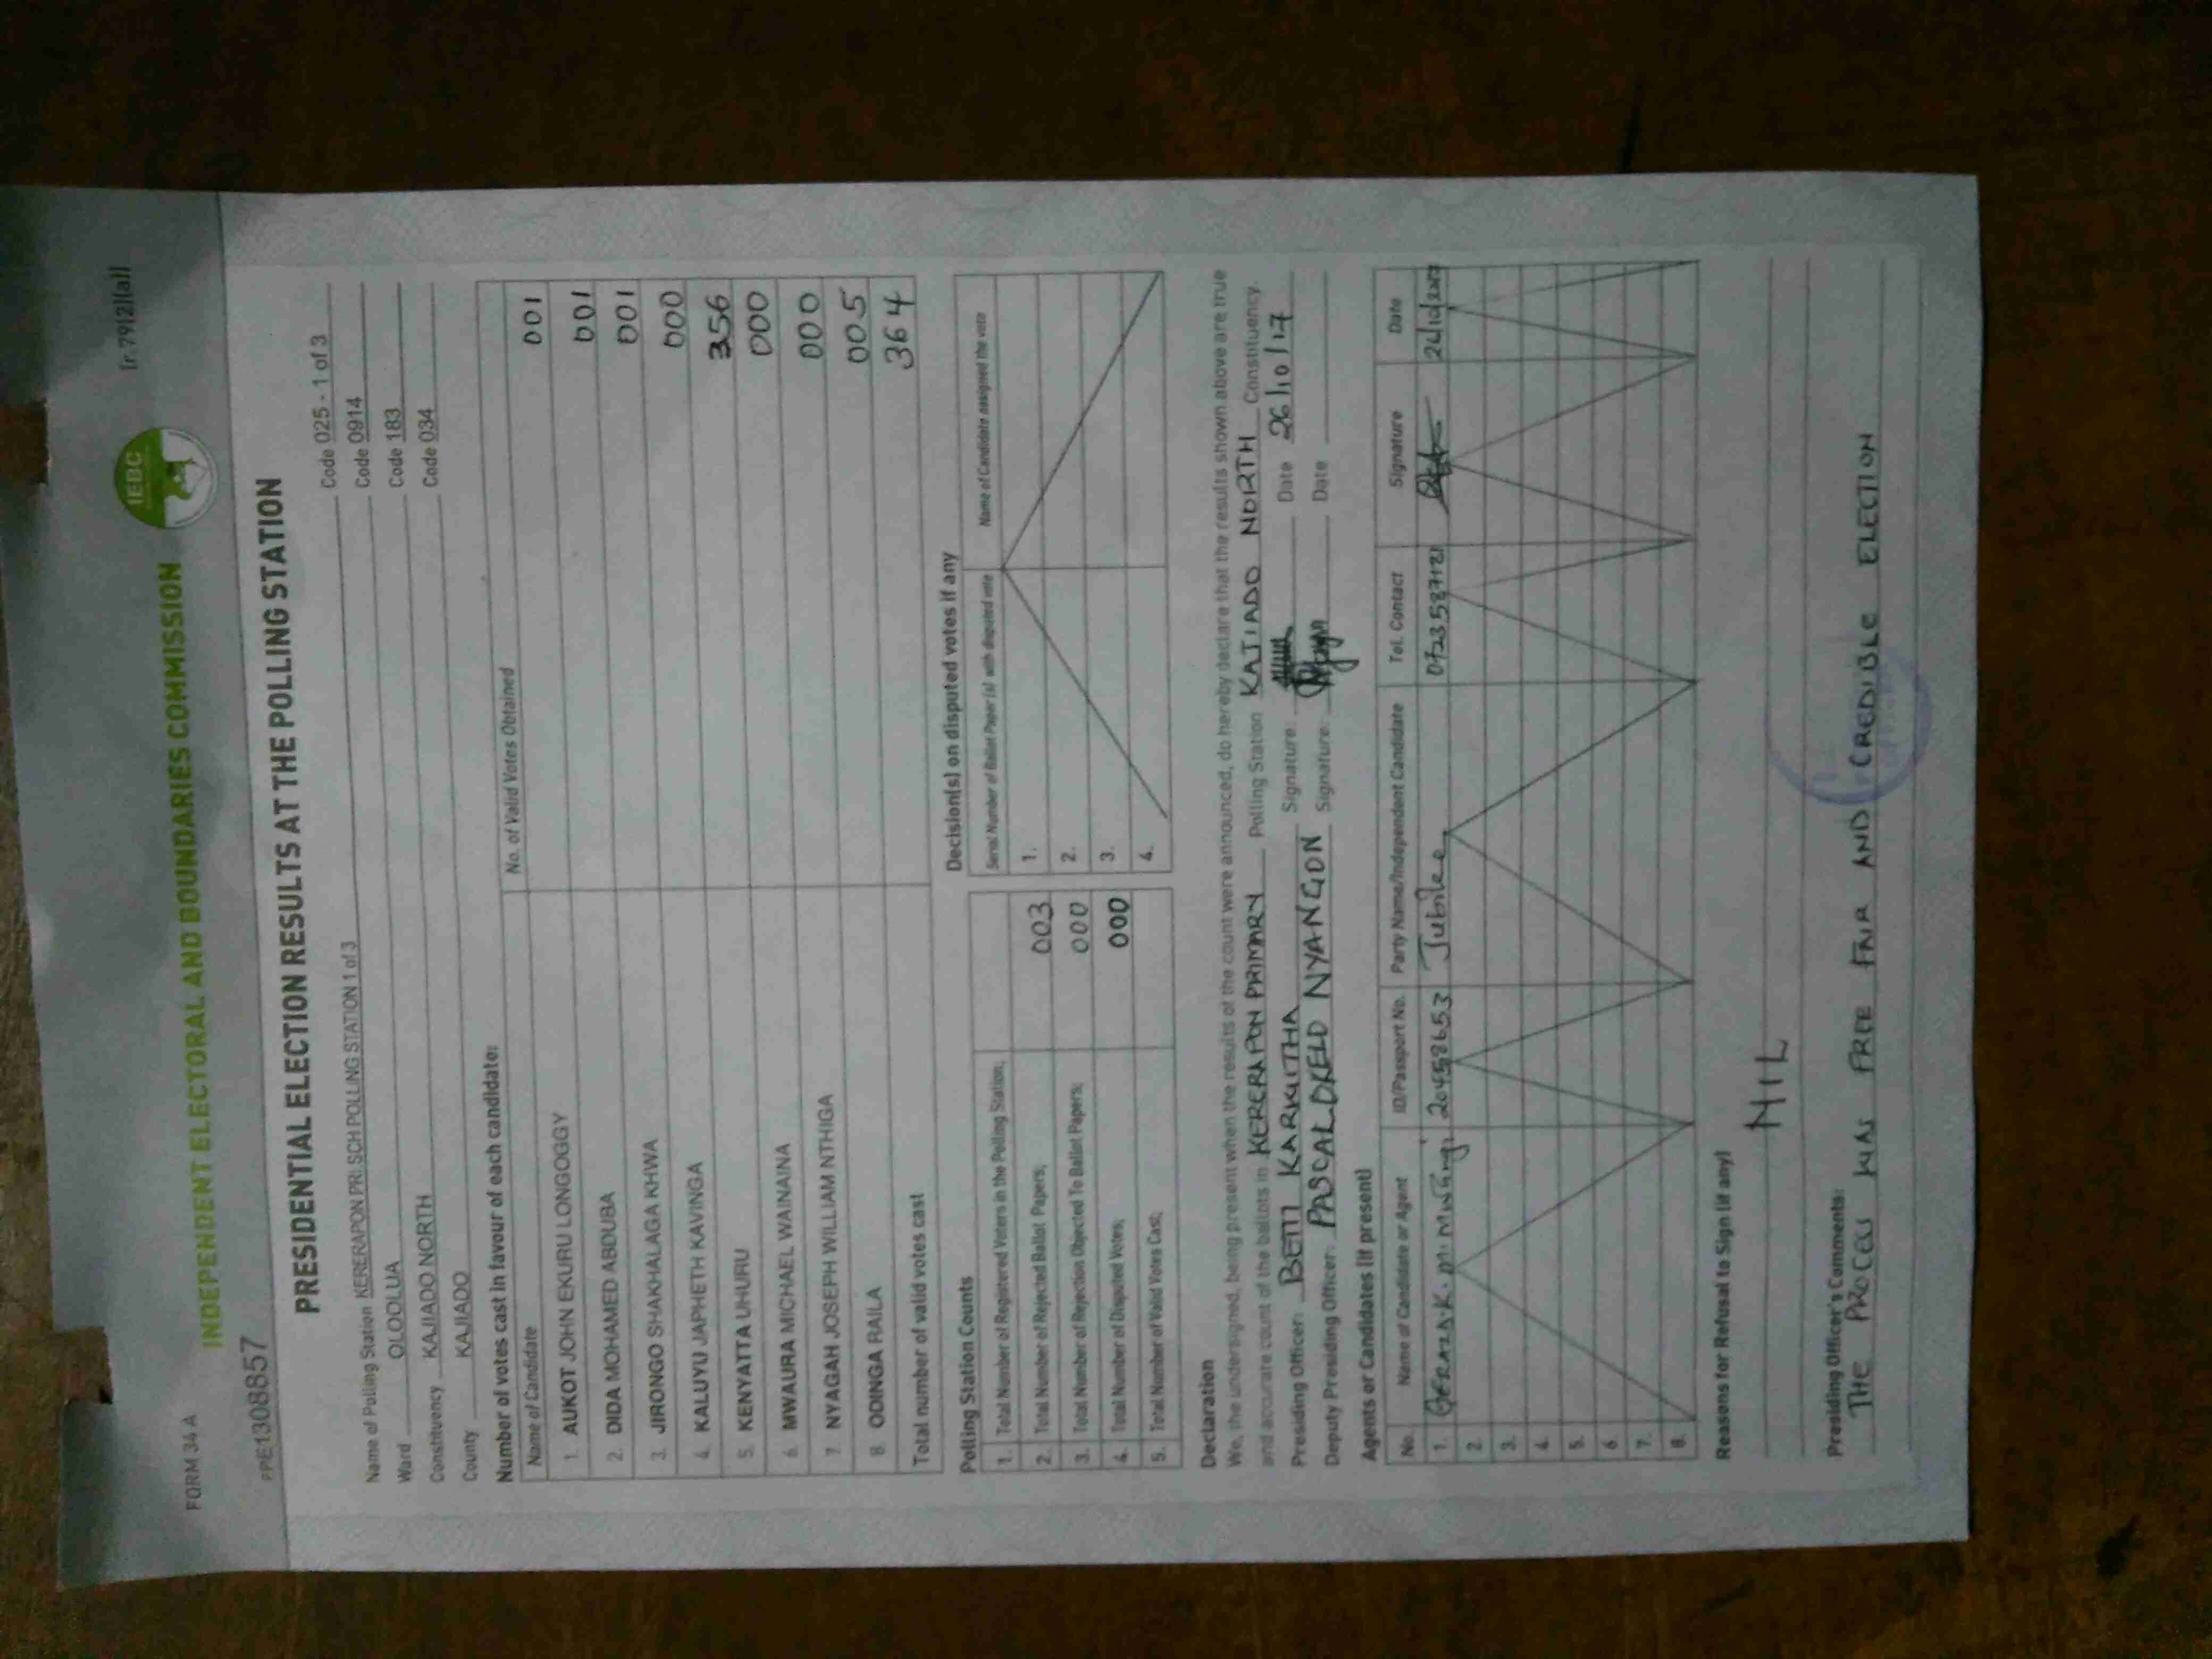 FORM 34 A
fr. 79(2)(a)]
INDEPENDENT ELECTORAL AND BOUNDARIES COMMISSION
IEBC
PPE1308857
PRESIDENTIAL ELECTION RESULTS AT THE POLLING STATION
Name of Polling Station KERERAPON PRI SCH POLLING STATION 1 of 3 Code 025 - 1 of 3
Ward OLOOLUA Code 0914
Constituency KAJIADO NORTH Code 183
County KAJIADO Code 034
Number of votes cast in favour of each candidate:
Name of Candidate No. of Valid Votes Obtained
1. AUKOT JOHN EKURU LONGOGGY 001
2. DIDA MOHAMED ABDUBA 001
3. JIRONGO SHAKHALAGA KHWA 001
4. KALUYU JAPHETH KAVINGA 000
5. KENYATTA UHURU 356
6. MWAURA MICHAEL WAINAINA 000
7. NYAGAH JOSEPH WILLIAM NTHIGA 000
8. ODINGA RAILA 005
Total number of valid votes cast 364
Polling Station Counts
1. Total Number of Registered Voters in the Polling Station;
2. Total Number of Rejected Ballot Papers; 003
3. Total Number of Rejection Objected To Ballot Papers; 000
4. Total Number of Disputed Votes; 000
5. Total Number of Valid Votes Cast;
Decision(s) on disputed votes if any
Serial Number of Ballot Paper (s) with disputed vote Name of Candidate assigned the vote
1.
2.
3.
4.
Declaration
We, the undersigned, being present when the results of the count were announced, do hereby declare that the results shown above are true
and accurate count of the ballots in KERERAPON PRIMARY Polling Station KAJIADO NORTH Constituency.
Presiding Officer: BETTI KARKUTHA Signature: Date 26/10/17
Deputy Presiding Officer: PASCAL OKELD NYANGON Signature: Date
Agents or Candidates (if present)
No. Name of Candidate or Agent ID/Passport No. Party Name/Independent Candidate Tel. Contact Signature Date
1. Jubilee
2.
3.
4.
5.
6.
7.
8.
Reasons for Refusal to Sign (if any)
NIL
Presiding Officer's Comments:
THE PROCESS WAS FREE FAIR AND CREDIBLE ELECTION